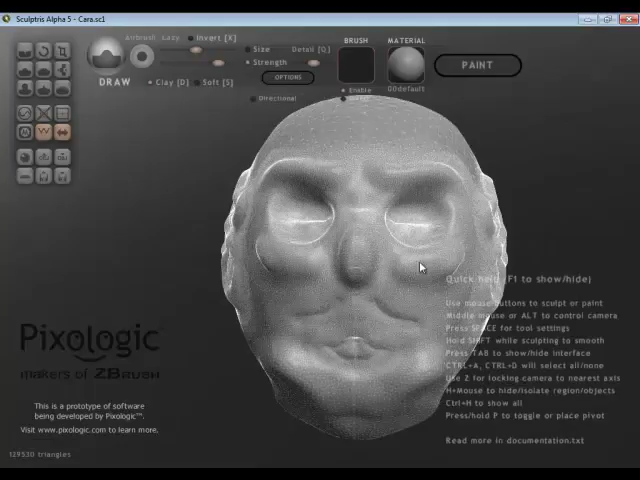 Sculptris Alpha 5 - Cara.sc1
Airbrush Lazy Invert [K]
Size Detail [Q]
Strength
DRAW
Clay [D] Soft [S]
OPTIONS
Directional
BRUSH
Enable
MATERIAL
00default
PAINT
Quick help (F1 to show/hide)
Use mouse buttons to sculpt or paint
Middle mouse or ALT to control camera
Press SPACE for tool settings
Hold SHIFT while sculpting to smooth
Press TAB to show/hide interface
CTRL+A, CTRL+D will select all/none
Use Z for locking camera to nearest axis
H+Mouse to hide/isolate region/objects
Ctrl+H to show all
Press/hold P to toggle or place pivot
Read more in documentation.txt
Pixologic
makers of ZBRUSH
This is a prototype of software
being developed by Pixologic™.
Visit www.pixologic.com to learn more.
129530 triangles